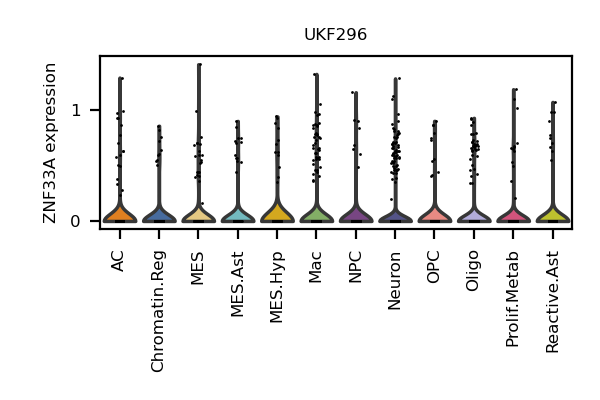 UKF296
ZNF33A expression
1
0
AC
Chromatin.Reg
MES
MES.Ast
MES.Hyp
Mac
NPC
Neuron
OPC
Oligo
Prolif.Metab
Reactive.Ast